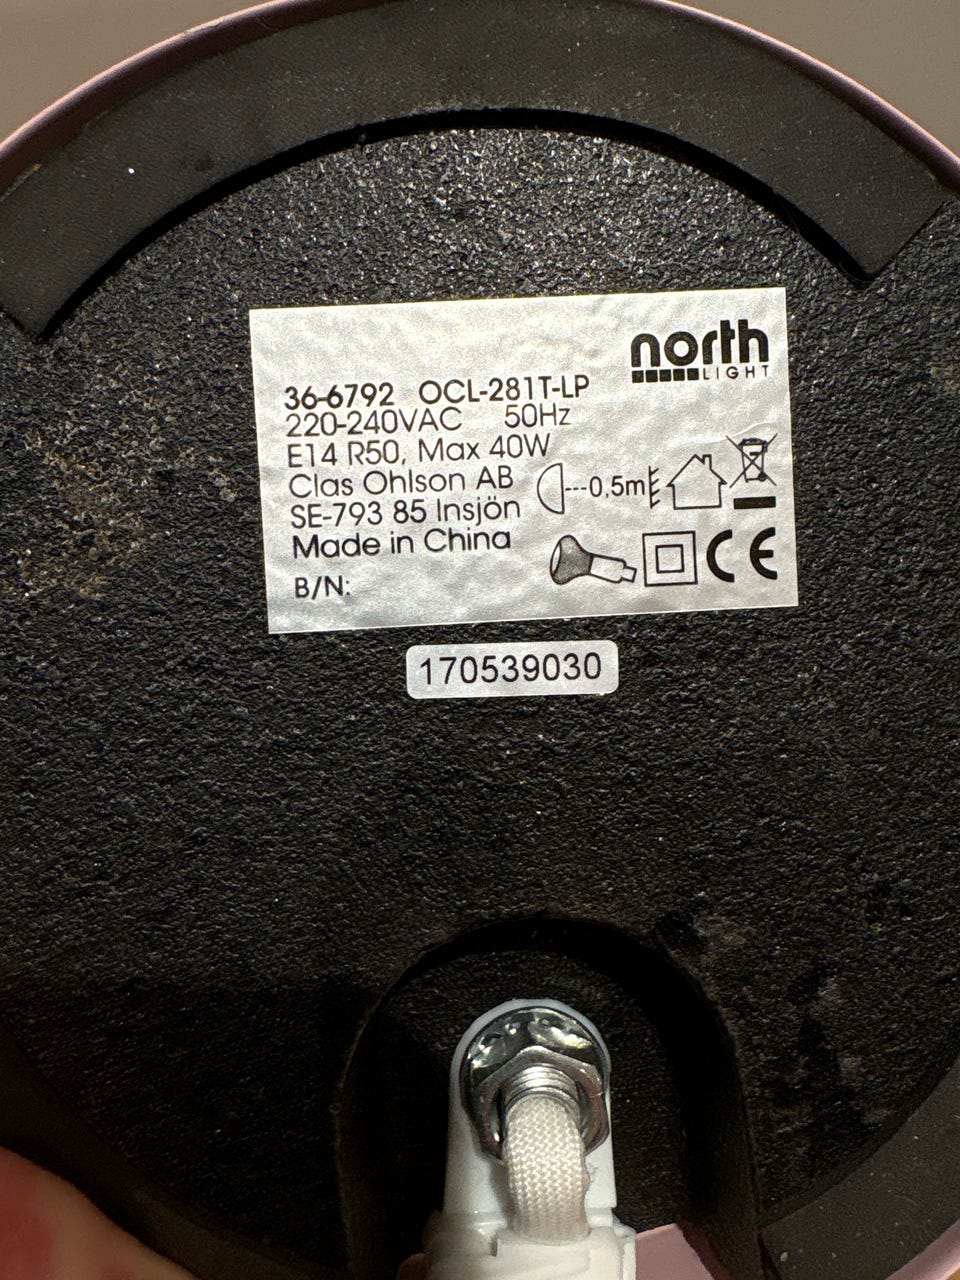 north
LIGHT
36-6792 OCL-281T-LP
220-240VAC 50Hz
E14 R50, Max 40W
Clas Ohlson AB
SE-793 85 Insjön
Made in China
B/N:
---0,5m
CE
170539030